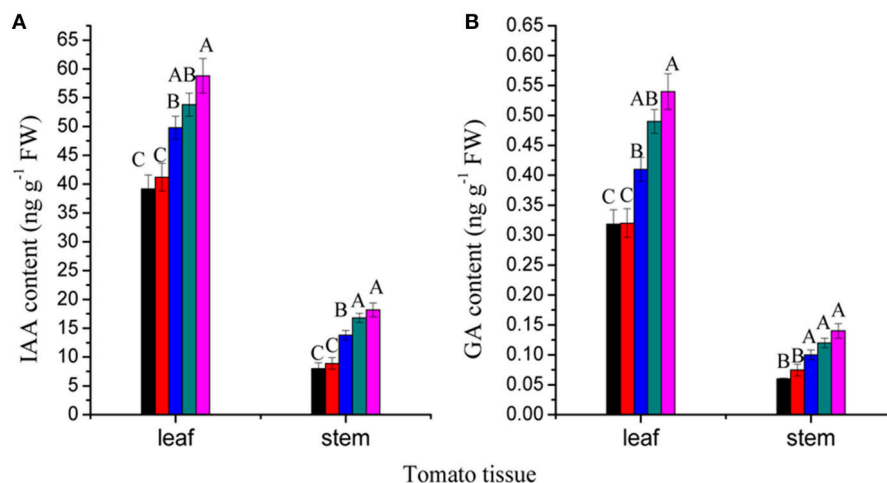 A
IAA content (ng g⁻¹ FW)
65
60
55
50
45
40
35
30
25
20
15
10
5
0
C
C
B
AB
A
C
C
B
A
A
leaf
stem
B
GA content (ng g⁻¹ FW)
0.65
0.60
0.55
0.50
0.45
0.40
0.35
0.30
0.25
0.20
0.15
0.10
0.05
0.00
C
C
B
AB
A
B
B
A
A
A
leaf
stem
Tomato tissue